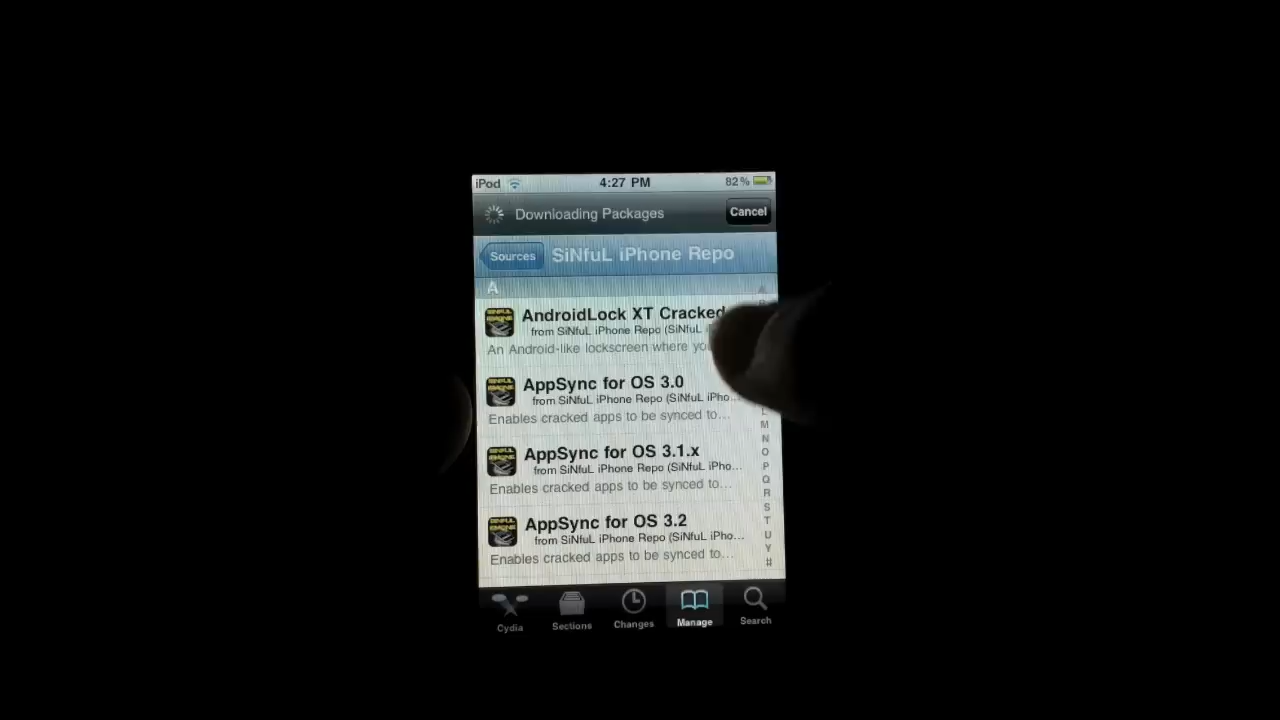 iPod 4:27 PM 82%
Downloading Packages Cancel
Sources SiNfuL iPhone Repo
A
AndroidLock XT Cracked
from SiNfuL iPhone Repo (SiNfuL
An Android-like lockscreen where
AppSync for OS 3.0
from SiNfuL iPhone Repo (SiNfuL iPho...
Enables cracked apps to be synced to...
AppSync for OS 3.1.x
from SiNfuL iPhone Repo (SiNfuL iPho...
Enables cracked apps to be synced to...
AppSync for OS 3.2
from SiNfuL iPhone Repo (SiNfuL iPho...
Enables cracked apps to be synced to...
L
M
N
O
P
Q
R
S
T
U
Y
#
Cydia Sections Changes Manage Search